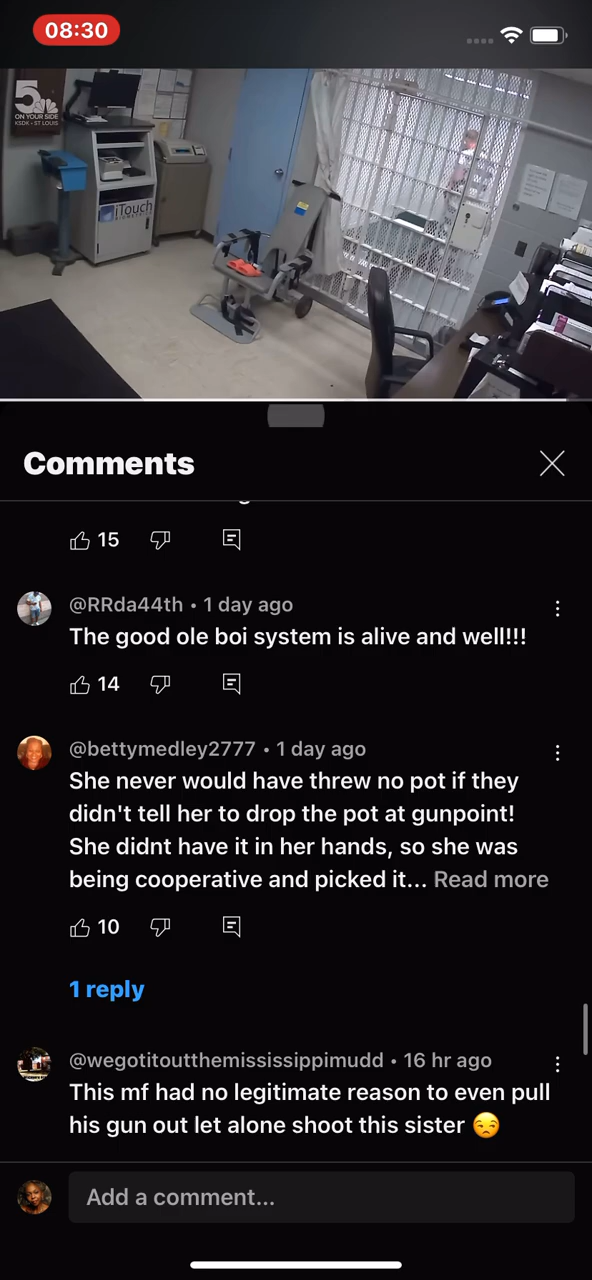 08:30
5
ON YOUR SIDE
KSDK • ST. LOUIS
iTouch
BIOMETRICS
Comments
15
@RRda44th • 1 day ago
The good ole boi system is alive and well!!!
14
@bettymedley2777 • 1 day ago
She never would have threw no pot if they
didn't tell her to drop the pot at gunpoint!
She didnt have it in her hands, so she was
being cooperative and picked it... Read more
10
1 reply
@wegotitoutthemississippimudd • 16 hr ago
This mf had no legitimate reason to even pull
his gun out let alone shoot this sister 😒
Add a comment...